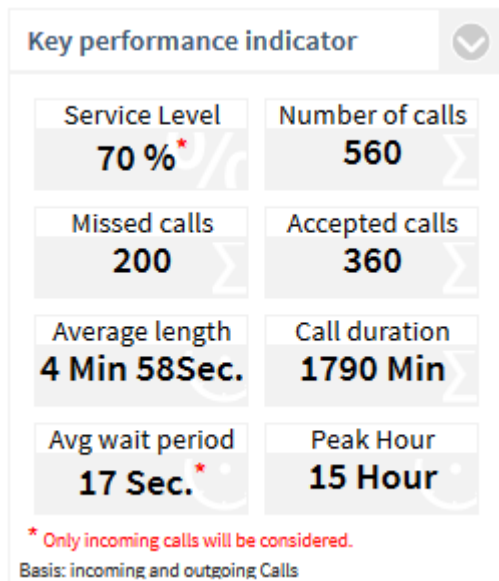 Key performance indicator
Service Level Number of calls
70 %* 560
Missed calls Accepted calls
200 360
Average length Call duration
4 Min 58Sec. 1790 Min
Avg wait period Peak Hour
17 Sec.* 15 Hour
* Only incoming calls will be considered.
Basis: incoming and outgoing Calls